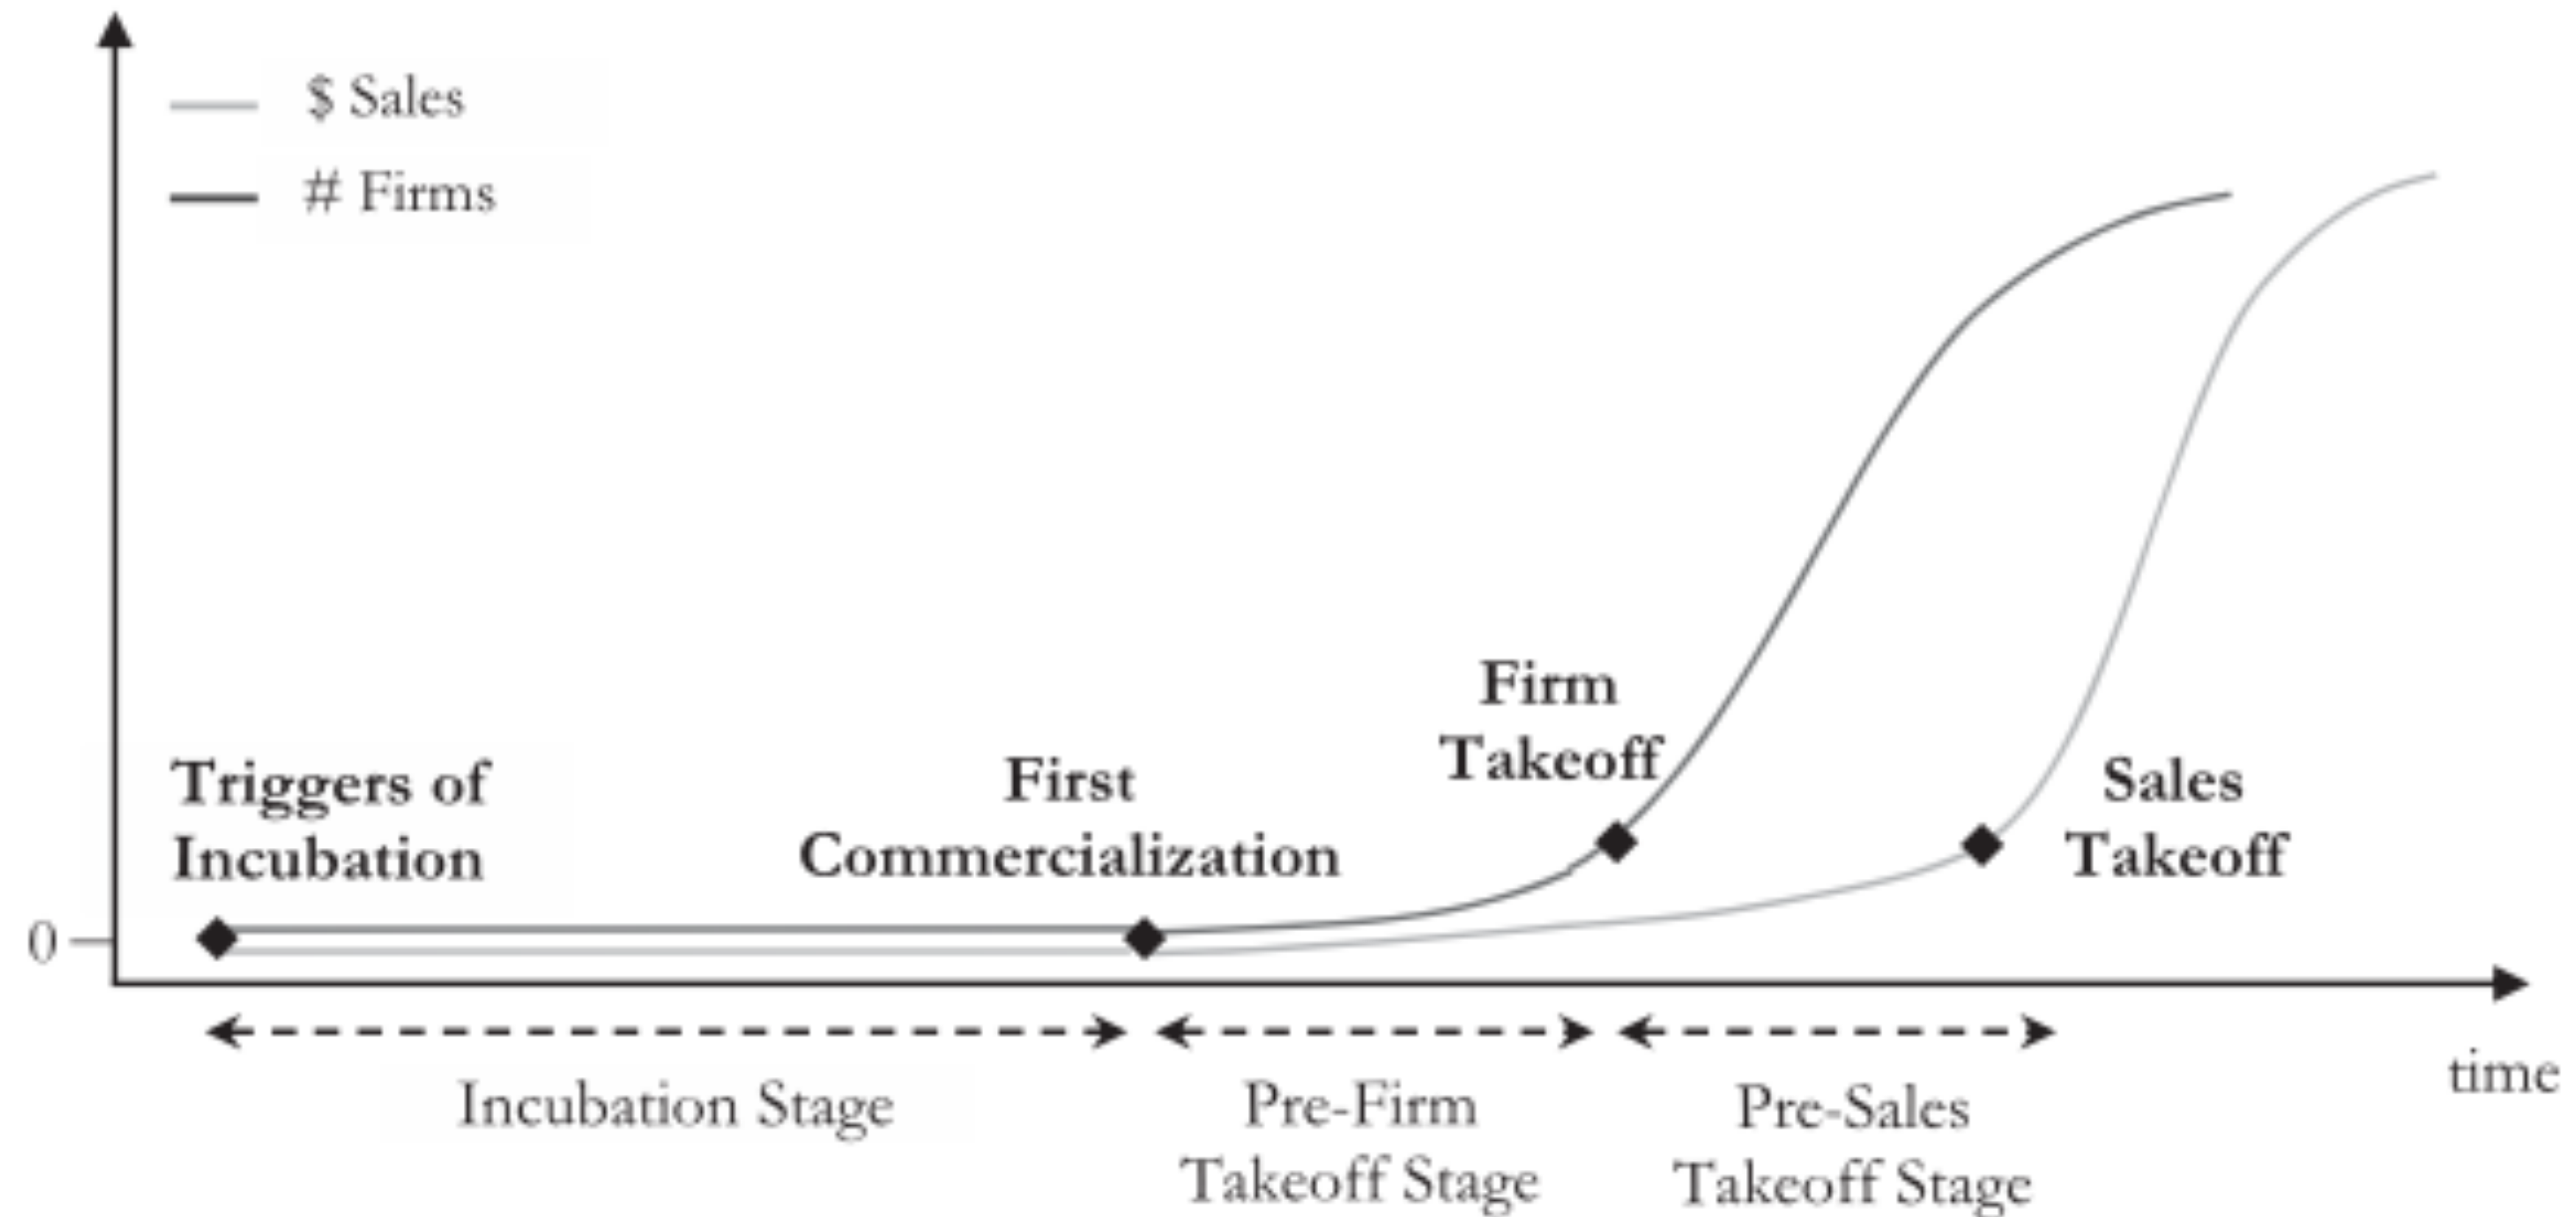 $ Sales
# Firms
Firm
Takeoff
Triggers of
Incubation
First
Commercialization
Sales
Takeoff
0
time
Incubation Stage
Pre-Firm
Takeoff Stage
Pre-Sales
Takeoff Stage